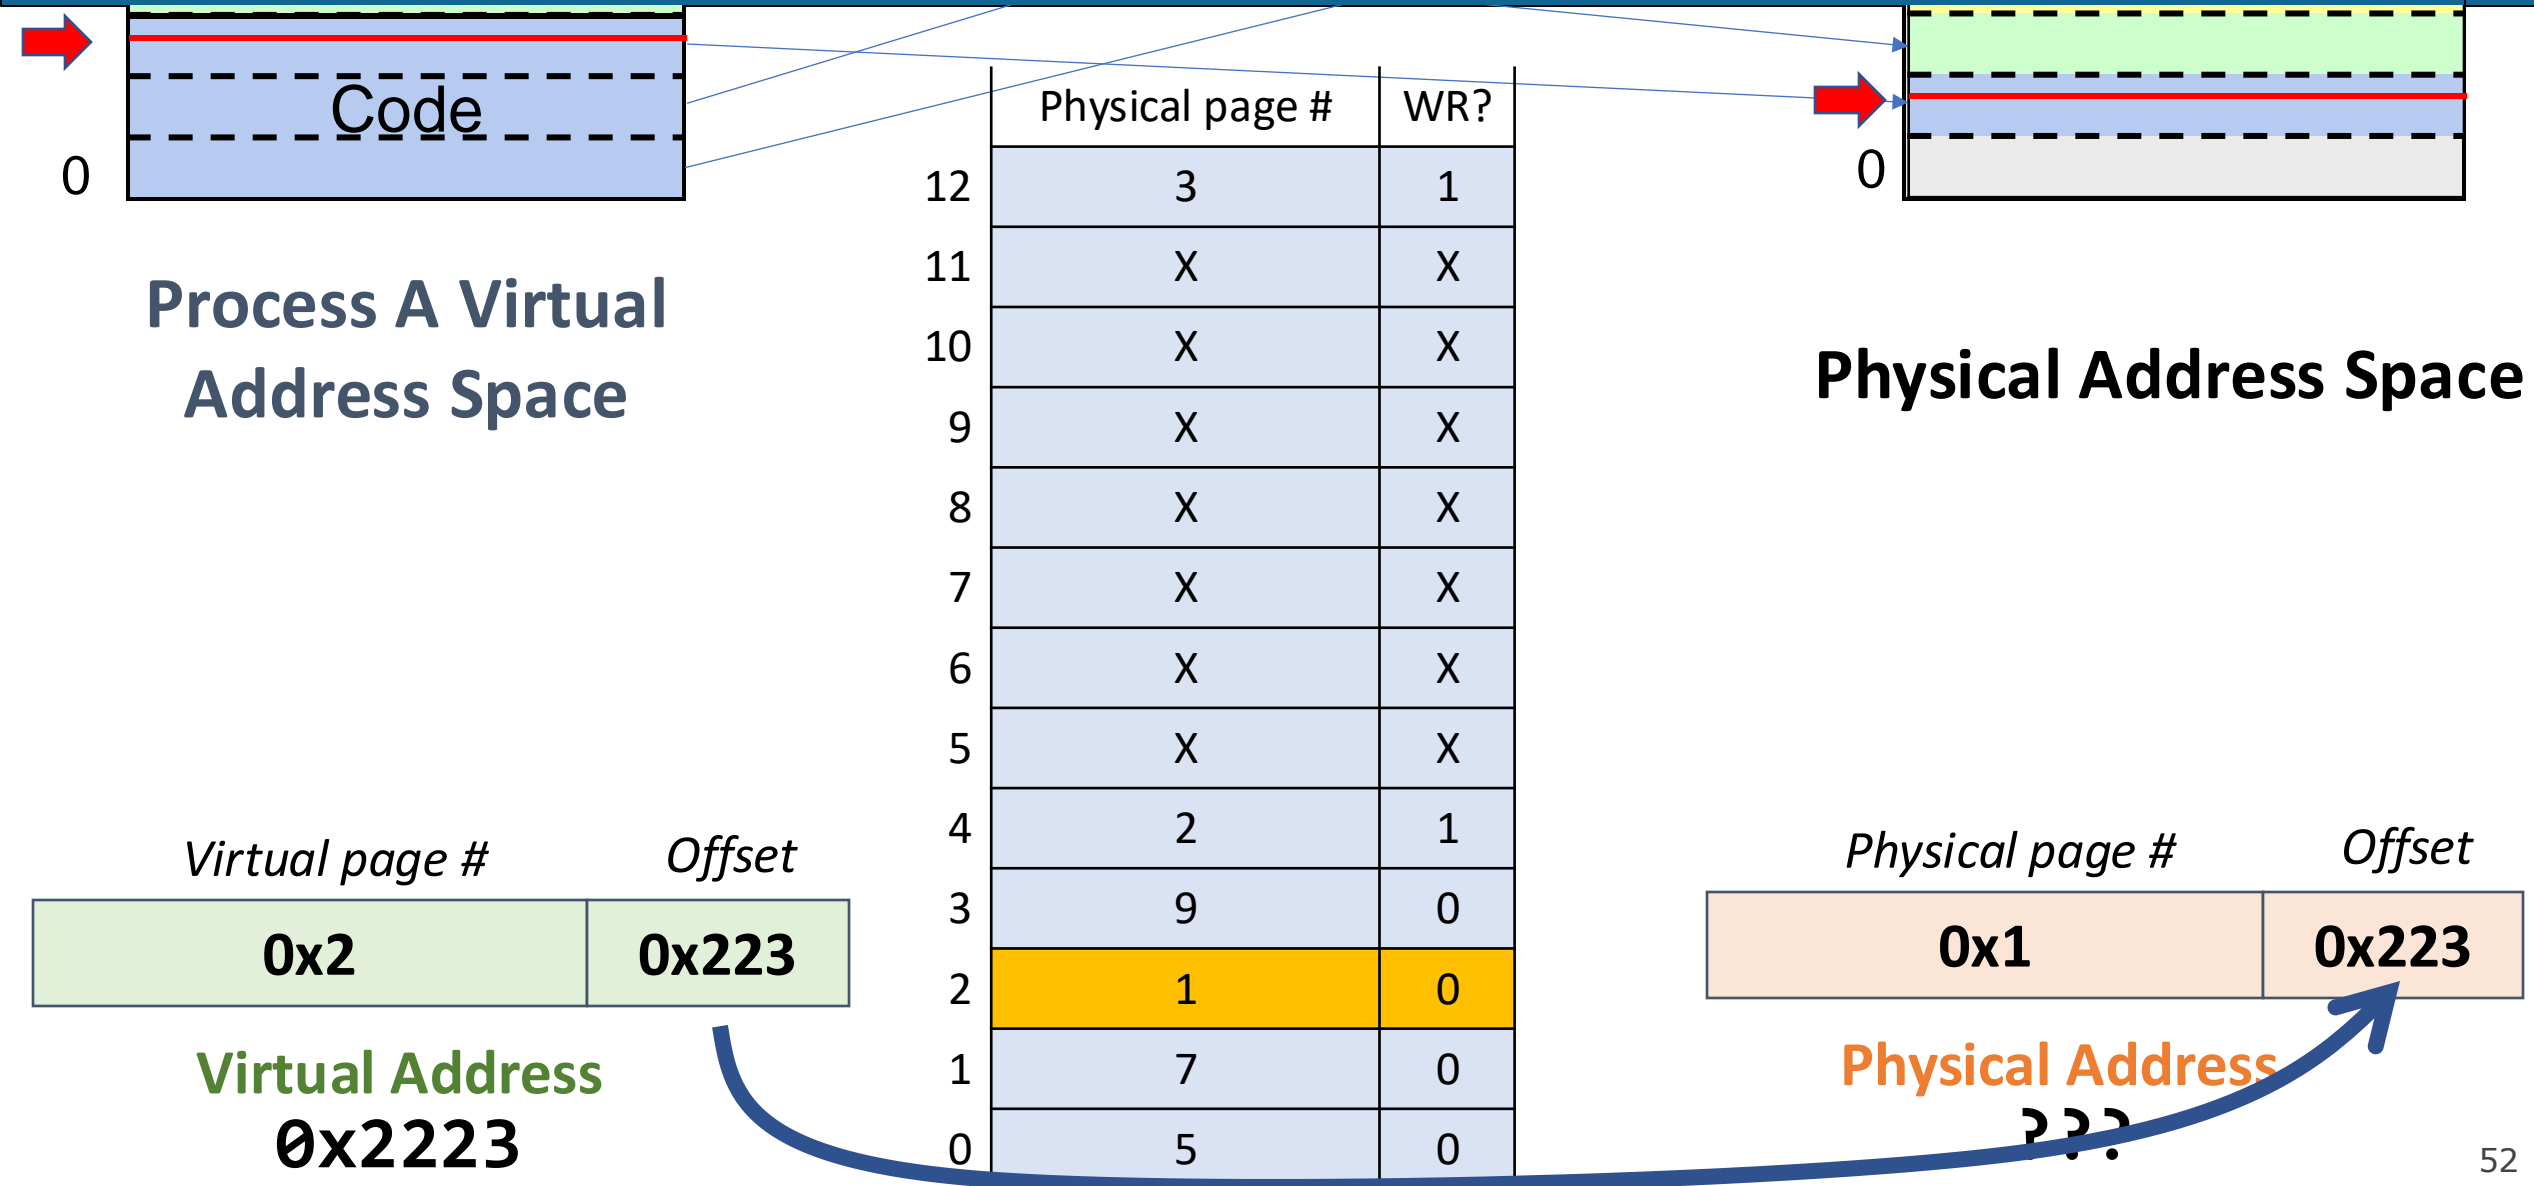 Code
0
Process A Virtual
Address Space
Physical page # WR?
12 3 1
11 X X
10 X X
9 X X
8 X X
7 X X
6 X X
5 X X
4 2 1
3 9 0
2 1 0
1 7 0
0 5 0
0
Physical Address Space
Virtual page # Offset
0x2 0x223
Virtual Address
0x2223
Physical page # Offset
0x1 0x223
Physical Address
???
52